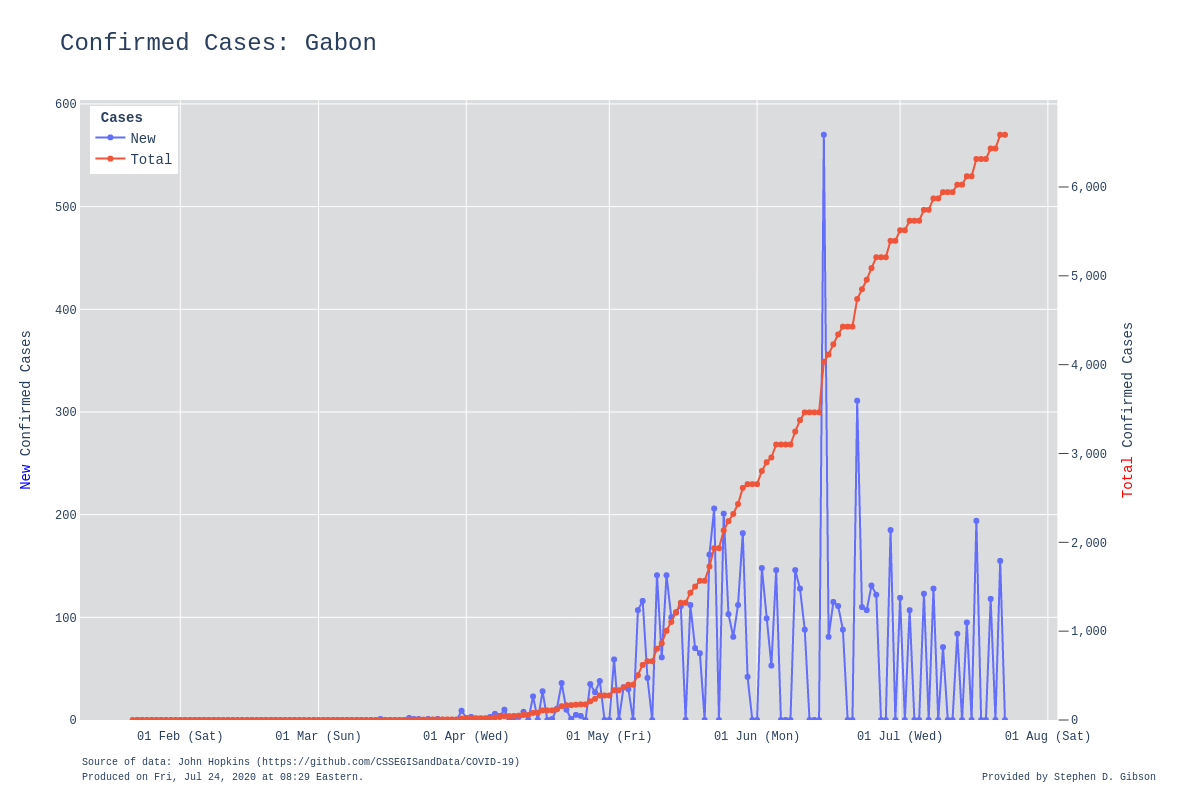 Confirmed Cases: Gabon
Cases
New
Total
600
500
400
300
200
100
0
6,000
5,000
4,000
3,000
2,000
1,000
0
New Confirmed Cases
Total Confirmed Cases
01 Feb (Sat)
01 Mar (Sun)
01 Apr (Wed)
01 May (Fri)
01 Jun (Mon)
01 Jul (Wed)
01 Aug (Sat)
Source of data: John Hopkins (https://github.com/CSSEGISandData/COVID-19)
Produced on Fri, Jul 24, 2020 at 08:29 Eastern.
Provided by Stephen D. Gibson